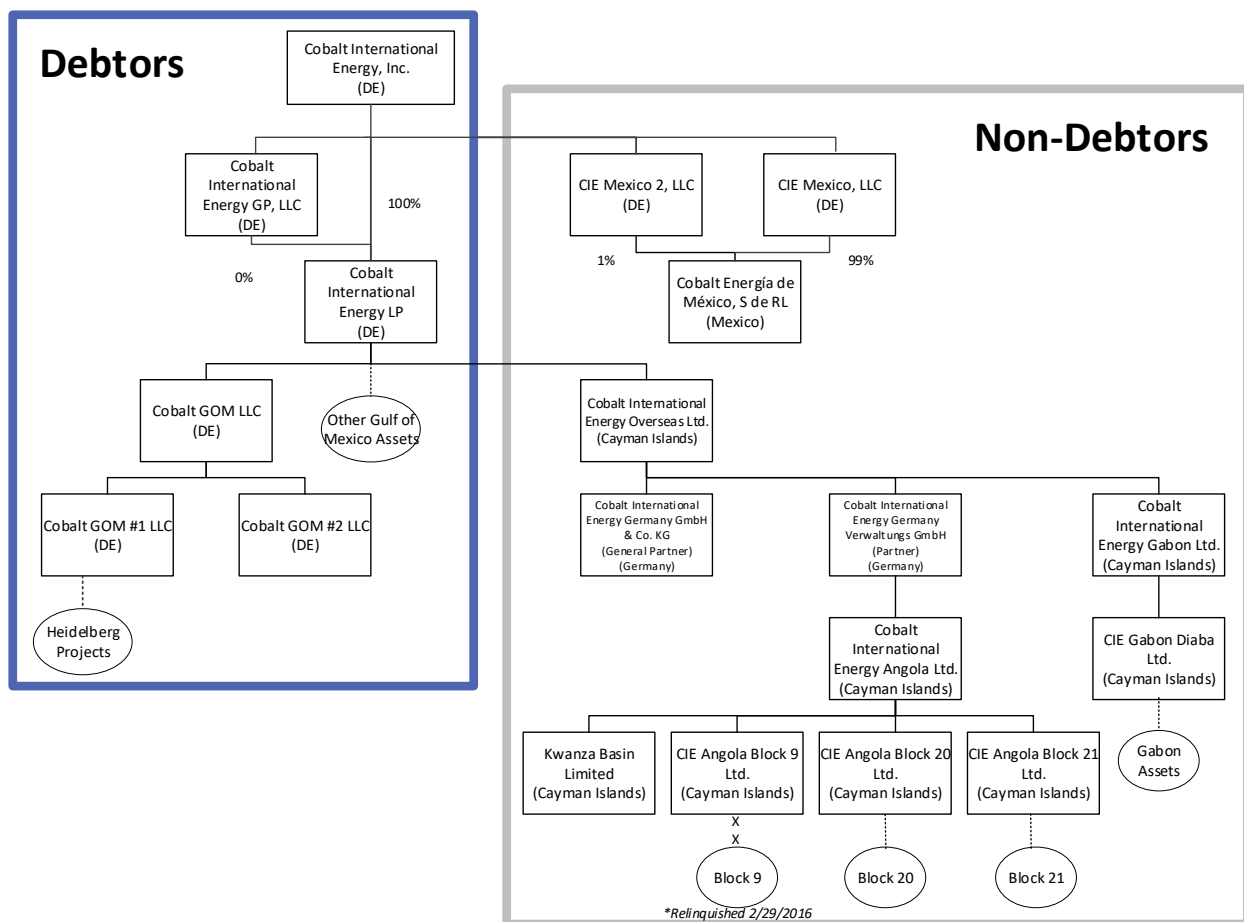 Debtors
Cobalt International
Energy, Inc.
(DE)
Non-Debtors
Cobalt
International
Energy GP, LLC
(DE)
100%
CIE Mexico 2, LLC
(DE)
CIE Mexico, LLC
(DE)
0%
1%
99%
Cobalt
International
Energy LP
(DE)
Cobalt Energía de
México, S de RL
(Mexico)
Cobalt GOM LLC
(DE)
Other Gulf of
Mexico Assets
Cobalt International
Energy Overseas Ltd.
(Cayman Islands)
Cobalt GOM #1 LLC
(DE)
Cobalt GOM #2 LLC
(DE)
Cobalt International
Energy Germany GmbH
& Co. KG
(General Partner)
(Germany)
Cobalt International
Energy Germany
Verwaltungs GmbH
(Partner)
(Germany)
Cobalt
International
Energy Gabon Ltd.
(Cayman Islands)
Heidelberg
Projects
Cobalt
International
Energy Angola Ltd.
(Cayman Islands)
CIE Gabon Diaba
Ltd.
(Cayman Islands)
Kwanza Basin
Limited
(Cayman Islands)
CIE Angola Block 9
Ltd.
(Cayman Islands)
CIE Angola Block 20
Ltd.
(Cayman Islands)
CIE Angola Block 21
Ltd.
(Cayman Islands)
Gabon
Assets
X
X
Block 9
Block 20
Block 21
*Relinquished 2/29/2016